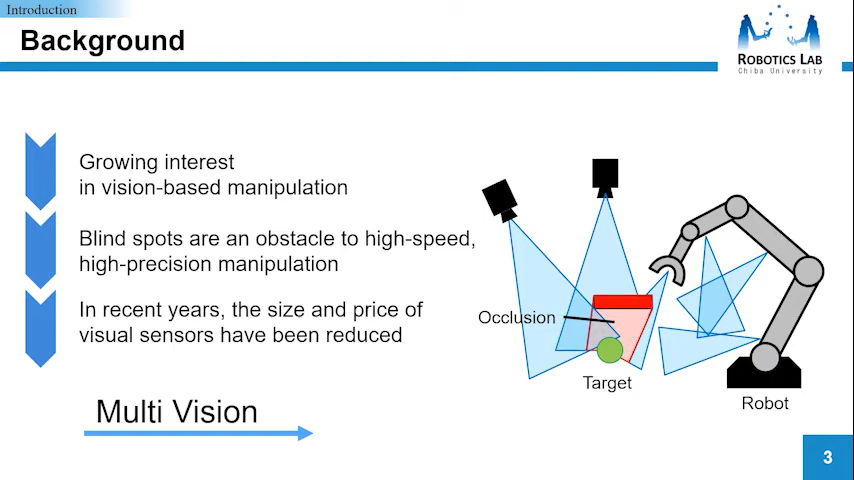 Introduction
Background
ROBOTICS LAB
Chiba University
Growing interest
in vision-based manipulation
Blind spots are an obstacle to high-speed,
high-precision manipulation
In recent years, the size and price of
visual sensors have been reduced
Multi Vision
Occlusion
Target
Robot
3